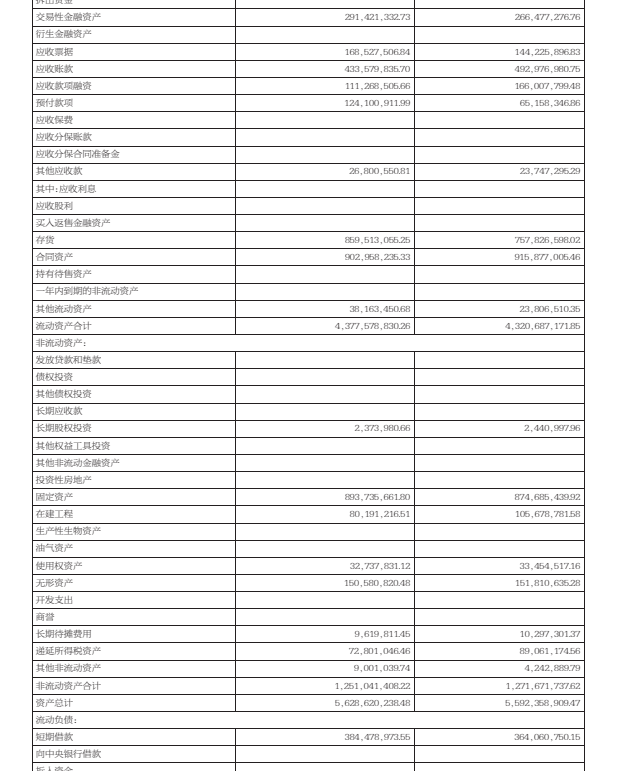 拆出资金
交易性金融资产 291,421,332.73 266,477,276.76
衍生金融资产
应收票据 168,527,506.84 144,225,896.83
应收账款 433,579,835.70 492,976,980.75
应收款项融资 111,268,505.66 166,007,799.48
预付款项 124,100,911.99 65,158,346.86
应收保费
应收分保账款
应收分保合同准备金
其他应收款 26,800,550.81 23,747,295.29
其中:应收利息
应收股利
买入返售金融资产
存货 859,513,055.25 757,826,598.02
合同资产 902,958,235.33 915,877,005.46
持有待售资产
一年内到期的非流动资产
其他流动资产 38,163,450.68 23,806,510.35
流动资产合计 4,377,578,830.26 4,320,687,171.85
非流动资产:
发放贷款和垫款
债权投资
其他债权投资
长期应收款
长期股权投资 2,373,980.66 2,440,997.96
其他权益工具投资
其他非流动金融资产
投资性房地产
固定资产 893,735,661.80 874,685,439.92
在建工程 80,191,216.51 105,678,781.58
生产性生物资产
油气资产
使用权资产 32,737,831.12 33,454,517.16
无形资产 150,580,820.48 151,810,635.28
开发支出
商誉
长期待摊费用 9,619,811.45 10,297,301.37
递延所得税资产 72,801,046.46 89,061,174.56
其他非流动资产 9,001,039.74 4,242,889.79
非流动资产合计 1,251,041,408.22 1,271,671,737.62
资产总计 5,628,620,238.48 5,592,358,909.47
流动负债:
短期借款 384,478,973.55 364,060,750.15
向中央银行借款
拆入资金